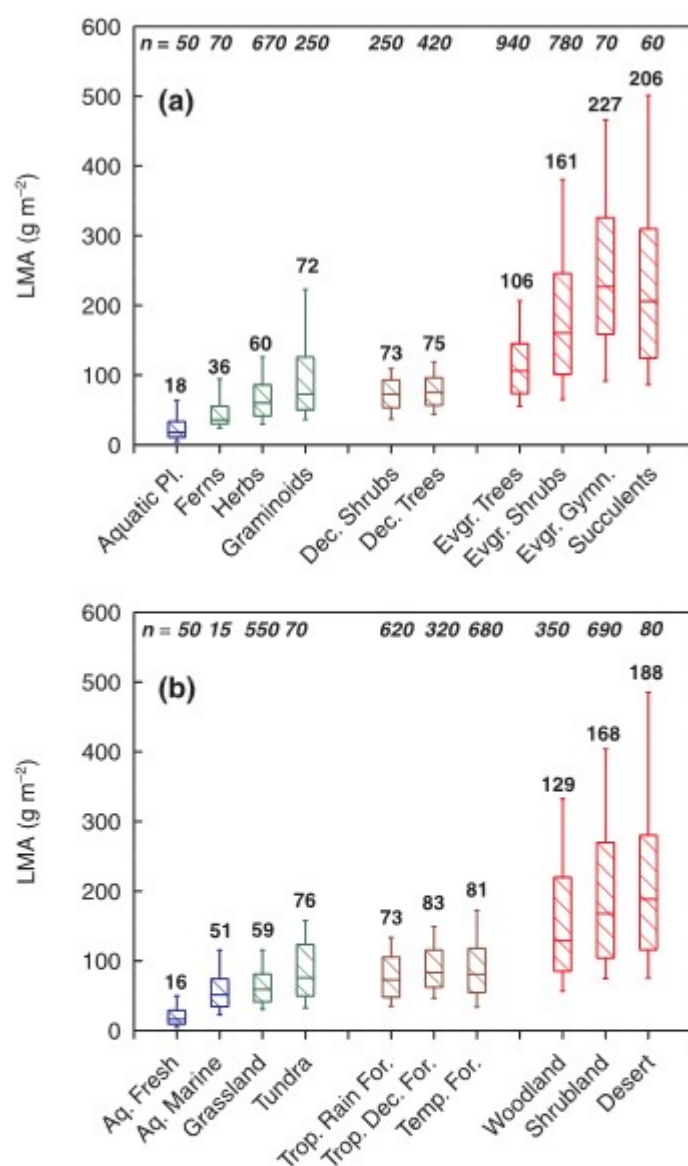 600
n = 50 70 670 250 250 420 940 780 70 60
(a)
206
500
227
400
161
LMA (g m⁻²)
300
72
106
200
60
73 75
36
18
100
0
Aquatic Pl.
Ferns
Herbs
Graminoids
Dec. Shrubs
Dec. Trees
Evgr. Trees
Evgr. Shrubs
Evgr. Gymn.
Succulents
600
n = 50 15 550 70 620 320 680 350 690 80
(b)
188
500
168
400
129
LMA (g m⁻²)
300
200
76
83 81
51 59
73
16
100
0
Aq. Fresh
Aq. Marine
Grassland
Tundra
Trop. Rain For.
Trop. Dec. For.
Temp. For.
Woodland
Shrubland
Desert